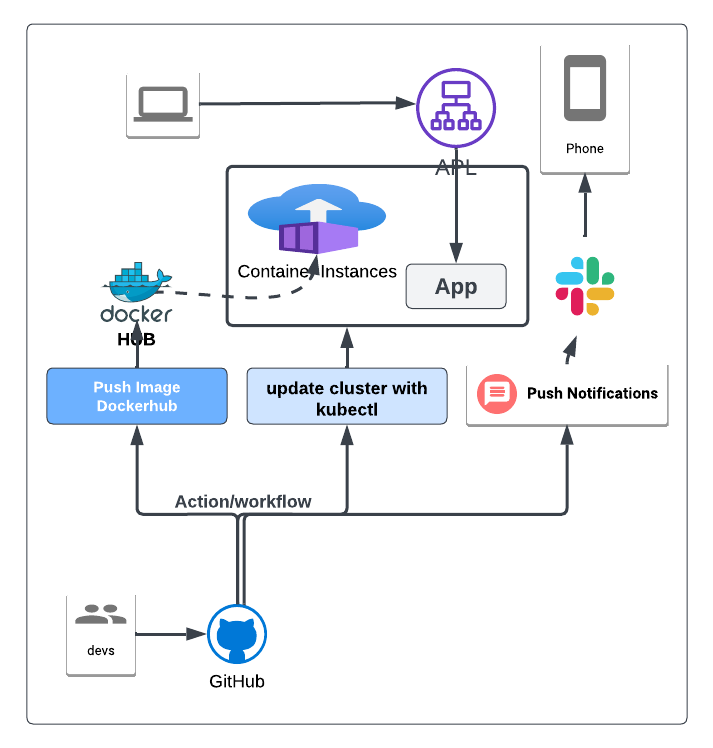 APL
Phone
Container Instances
App
docker
HUB
Push Image
Dockerhub
update cluster with
kubectl
Push Notifications
Action/workflow
devs
GitHub